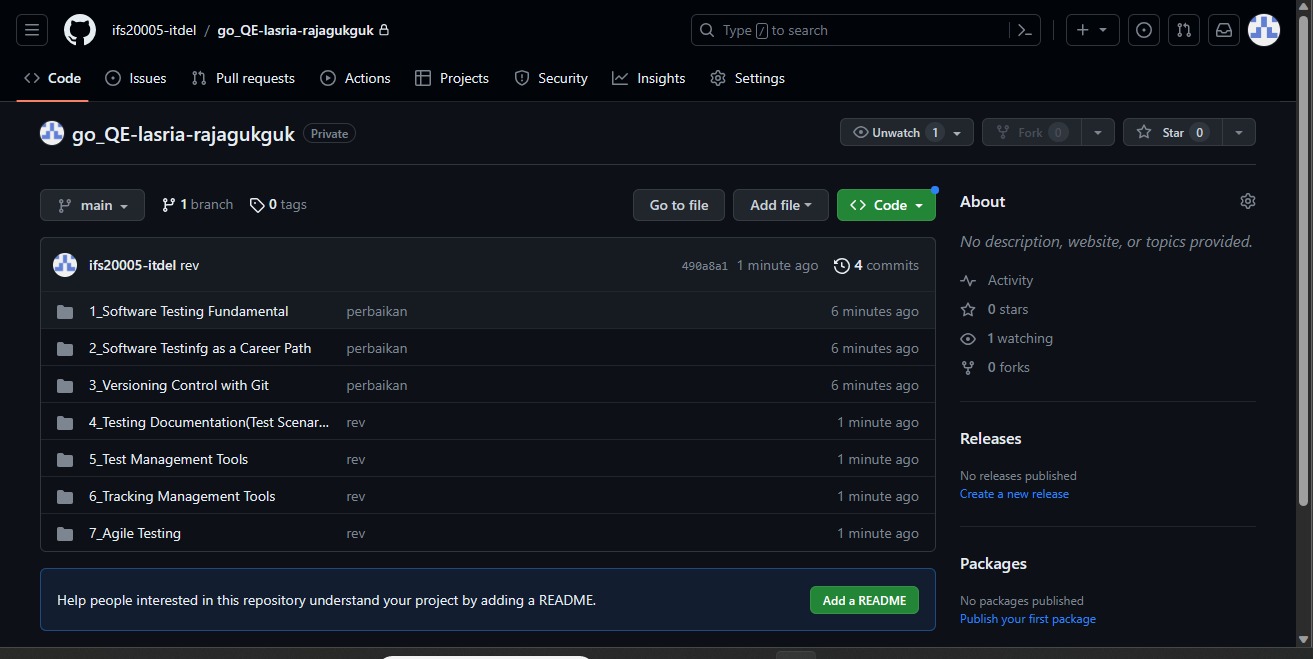 ifs20005-itdel / go_QE-lasria-rajagukguk
Type / to search
Code Issues Pull requests Actions Projects Security Insights Settings
go_QE-lasria-rajagukguk Private
Unwatch 1 Fork 0 Star 0
main 1 branch 0 tags Go to file Add file Code
ifs20005-itdel rev 490a8a1 1 minute ago 4 commits
1_Software Testing Fundamental perbaikan 6 minutes ago
2_Software Testinfg as a Career Path perbaikan 6 minutes ago
3_Versioning Control with Git perbaikan 6 minutes ago
4_Testing Documentation(Test Scenar... rev 1 minute ago
5_Test Management Tools rev 1 minute ago
6_Tracking Management Tools rev 1 minute ago
7_Agile Testing rev 1 minute ago
Help people interested in this repository understand your project by adding a README. Add a README
About
No description, website, or topics provided.
Activity
0 stars
1 watching
0 forks
Releases
No releases published
Create a new release
Packages
No packages published
Publish your first package